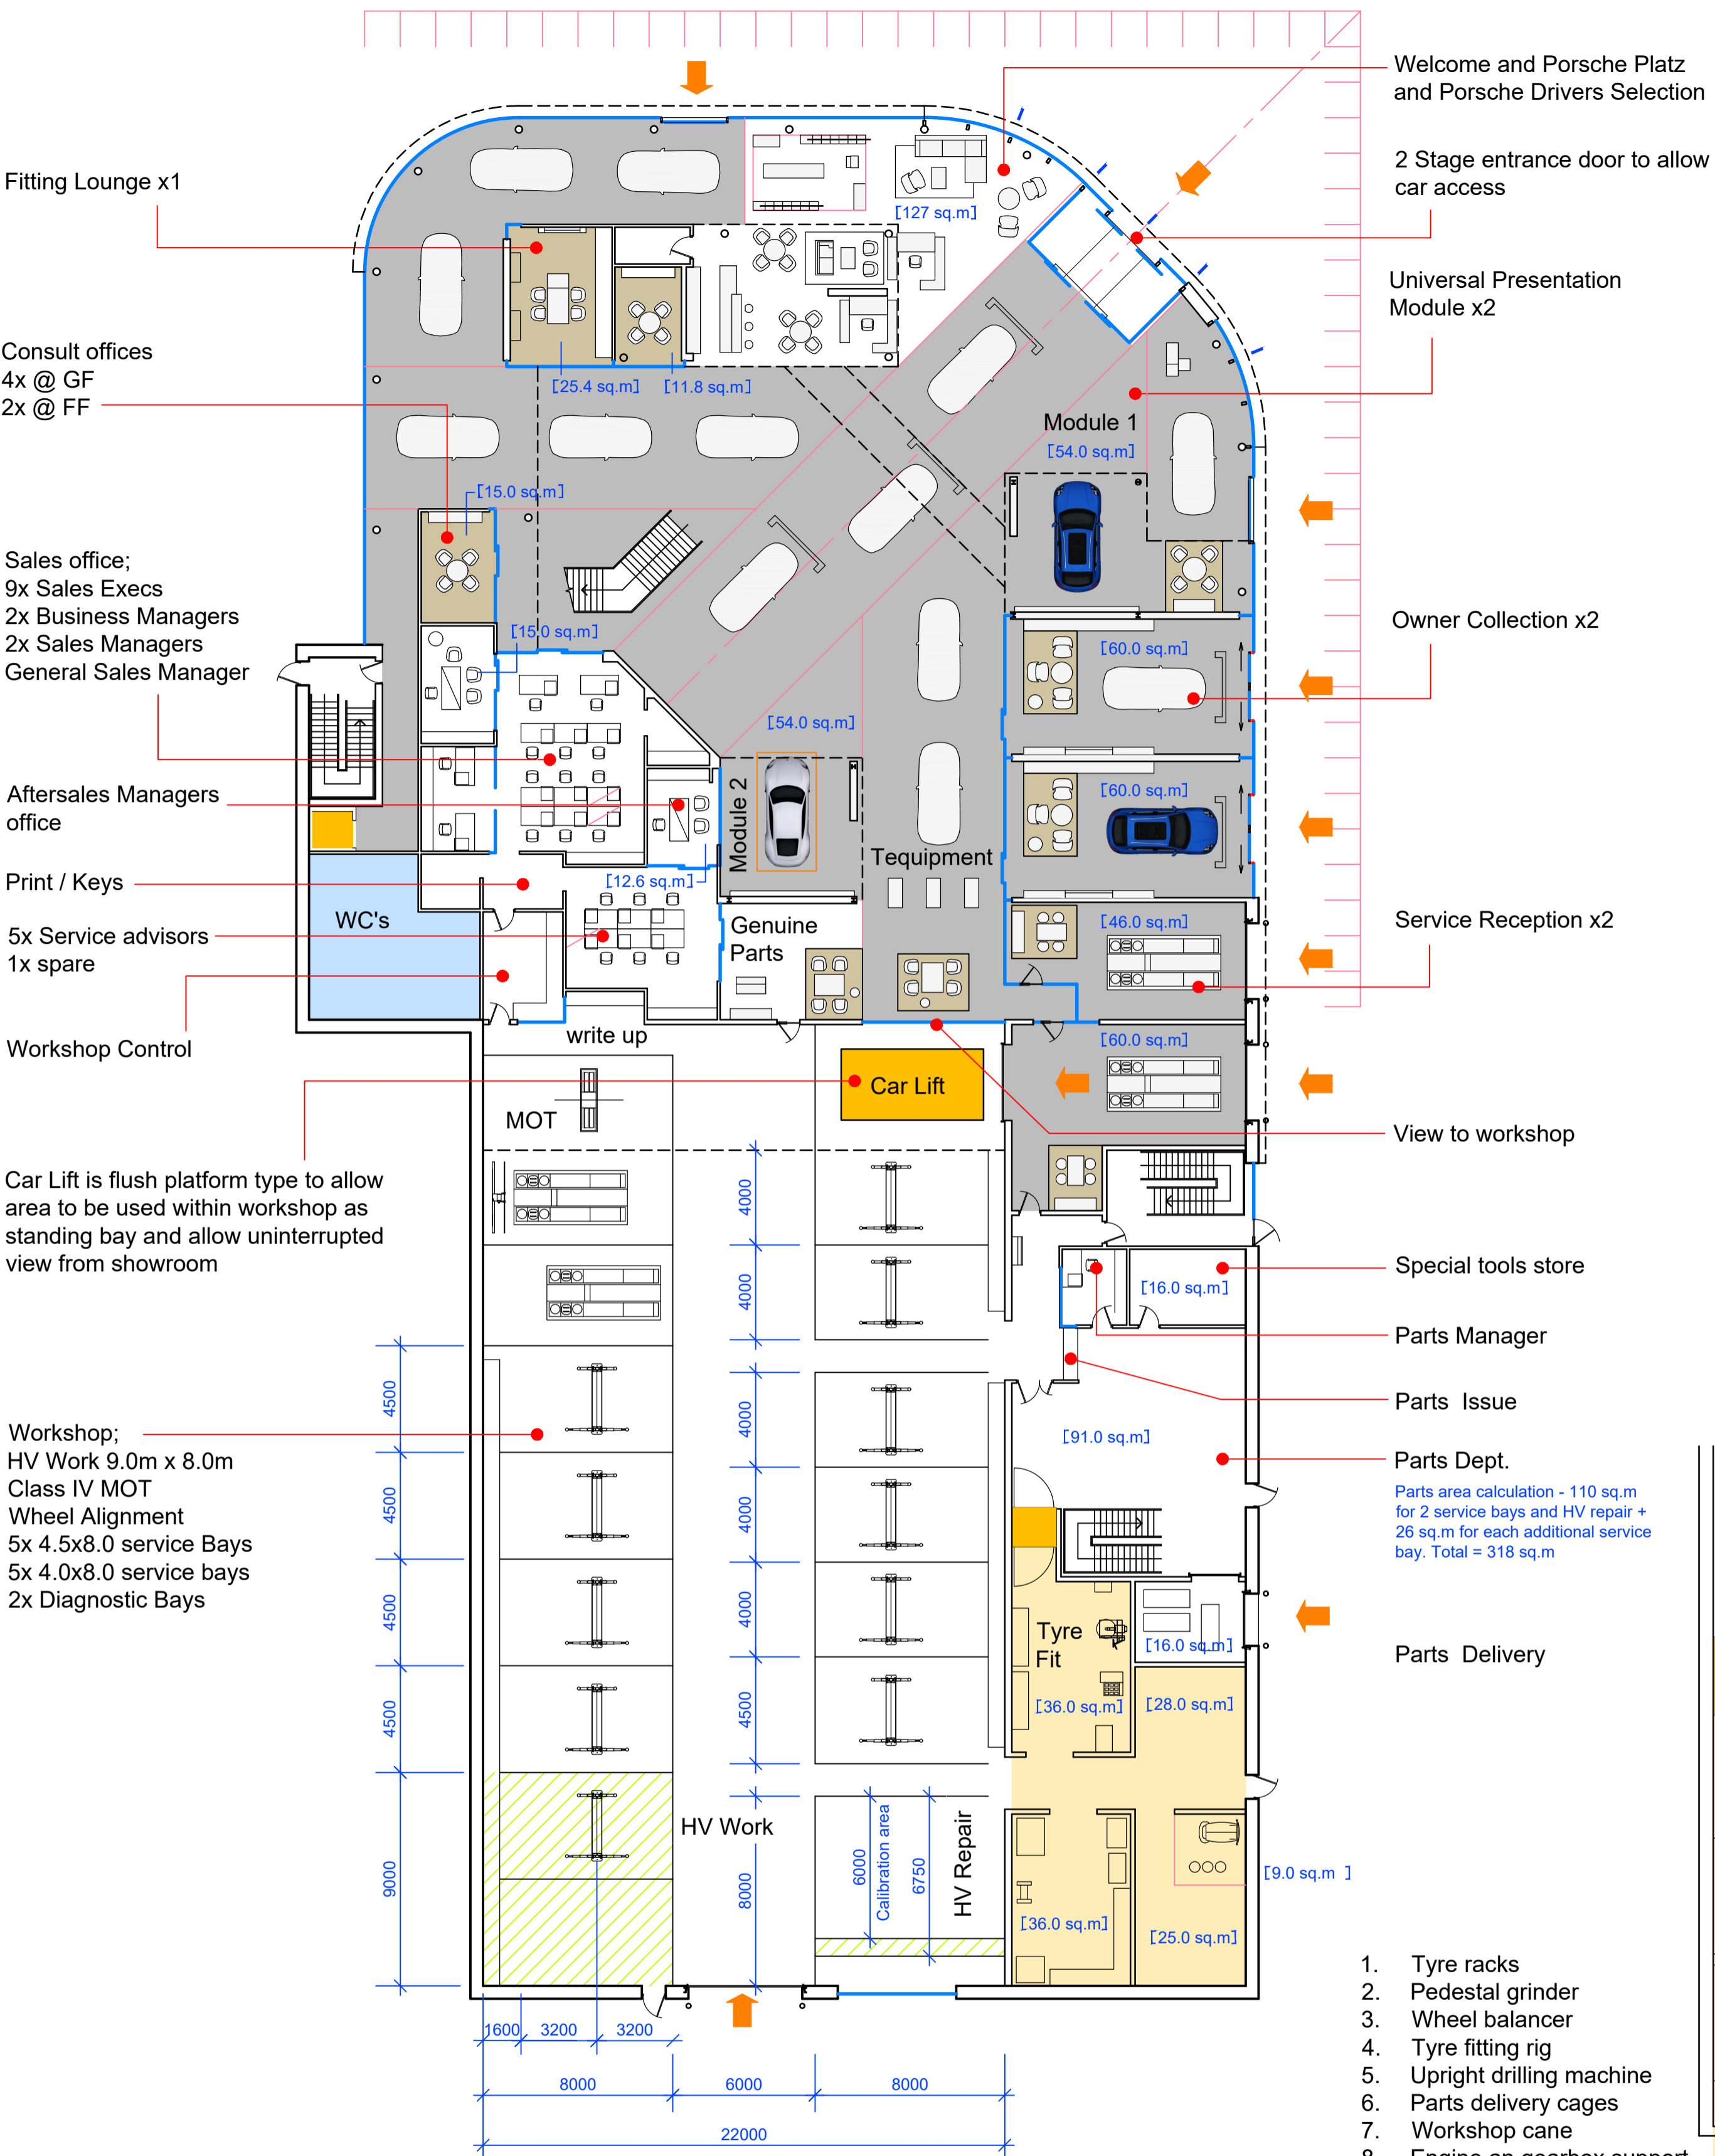 Welcome and Porsche Platz
and Porsche Drivers Selection
2 Stage entrance door to allow
car access
Fitting Lounge x1
[127 sq.m]
Universal Presentation
Module x2
Consult offices
4x @ GF
2x @ FF
[25.4 sq.m]
[11.8 sq.m]
Module 1
[54.0 sq.m]
[15.0 sq.m]
Sales office;
9x Sales Execs
2x Business Managers
2x Sales Managers
General Sales Manager
[15.0 sq.m]
Owner Collection x2
[60.0 sq.m]
[54.0 sq.m]
Aftersales Managers
office
Module 2
[60.0 sq.m]
Tequipment
Print / Keys
[12.6 sq.m]
WC's
Genuine
Parts
[46.0 sq.m]
Service Reception x2
5x Service advisors
1x spare
Workshop Control
write up
[60.0 sq.m]
Car Lift
MOT
View to workshop
Car Lift is flush platform type to allow
area to be used within workshop as
standing bay and allow uninterrupted
view from showroom
4000
4000
[16.0 sq.m]
Special tools store
Parts Manager
Parts Issue
4500
4000
[91.0 sq.m]
Workshop;
HV Work 9.0m x 8.0m
Class IV MOT
Wheel Alignment
5x 4.5x8.0 service Bays
5x 4.0x8.0 service bays
2x Diagnostic Bays
Parts Dept.
Parts area calculation - 110 sq.m
for 2 service bays and HV repair +
26 sq.m for each additional service
bay. Total = 318 sq.m
4500
4000
4500
4000
Tyre
Fit
[16.0 sq.m]
Parts Delivery
4500
4500
[36.0 sq.m]
[28.0 sq.m]
HV Work
9000
8000
6000
Calibration area
6750
HV Repair
[9.0 sq.m ]
[36.0 sq.m]
[25.0 sq.m]
1600
3200
3200
8000
6000
8000
22000
1. Tyre racks
2. Pedestal grinder
3. Wheel balancer
4. Tyre fitting rig
5. Upright drilling machine
6. Parts delivery cages
7. Workshop cane
8. Engine an gearbox support